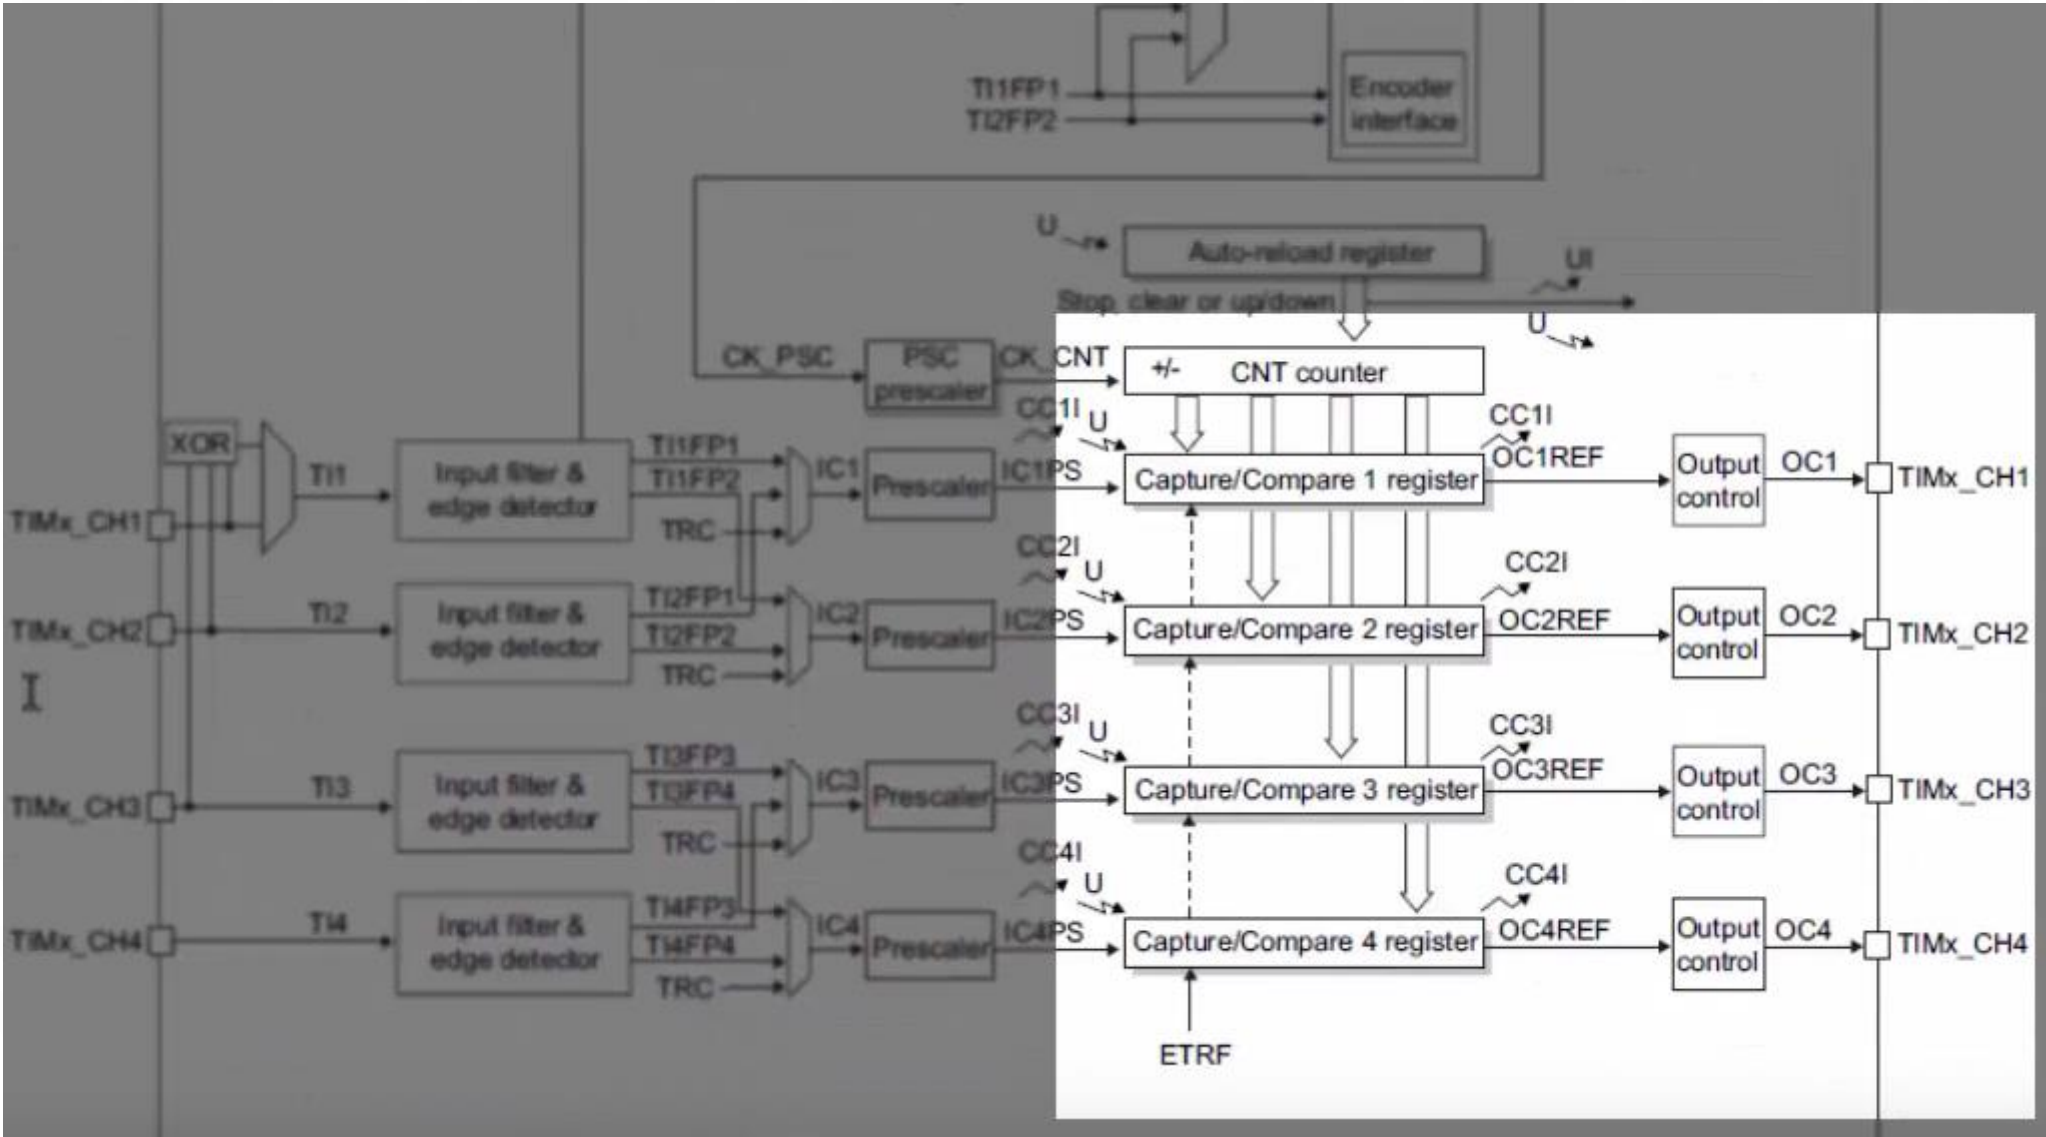 TI1FP1
TI2FP2
Encoder
interface
U
Auto-reload register
UI
Stop, clear or up/down
U
CK_PSC
PSC
prescaler
CK_CNT
+/-
CNT counter
XOR
TI1
Input filter &
edge detector
TI1FP1
TI1FP2
TRC
IC1
Prescaler
IC1PS
CC1I
U
Capture/Compare 1 register
CC1I
OC1REF
Output
control
OC1
TIMx_CH1
TIMx_CH1
TIMx_CH2
TI2
Input filter &
edge detector
TI2FP1
TI2FP2
TRC
IC2
Prescaler
IC2PS
CC2I
U
Capture/Compare 2 register
CC2I
OC2REF
Output
control
OC2
TIMx_CH2
TIMx_CH3
TI3
Input filter &
edge detector
TI3FP3
TI3FP4
TRC
IC3
Prescaler
IC3PS
CC3I
U
Capture/Compare 3 register
CC3I
OC3REF
Output
control
OC3
TIMx_CH3
TIMx_CH4
TI4
Input filter &
edge detector
TI4FP3
TI4FP4
TRC
IC4
Prescaler
IC4PS
CC4I
U
Capture/Compare 4 register
CC4I
OC4REF
Output
control
OC4
TIMx_CH4
ETRF